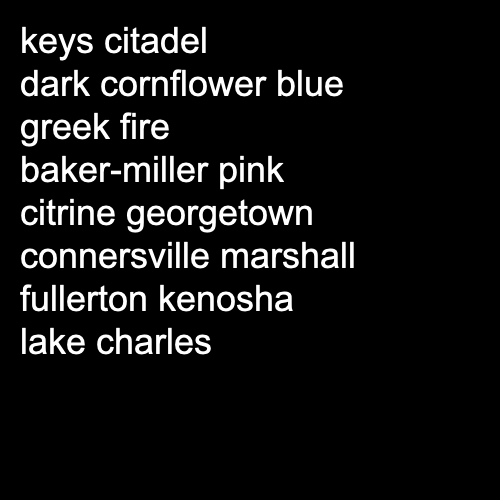 keys citadel
dark cornflower blue
greek fire
baker-miller pink
citrine georgetown
connersville marshall
fullerton kenosha
lake charles